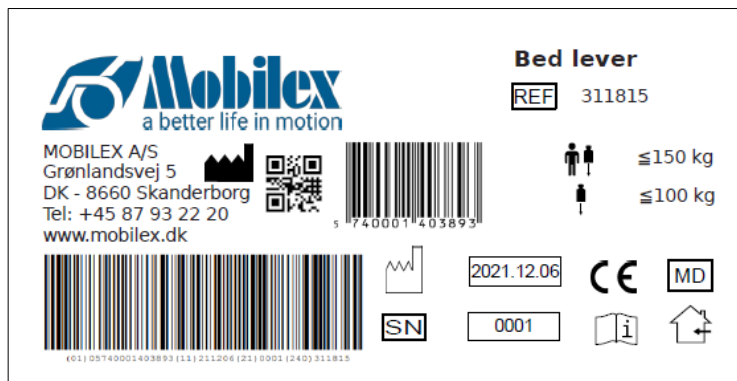 Mobilex
a better life in motion
Bed lever
REF 311815
MOBILEX A/S
Grønlandsvej 5
DK - 8660 Skanderborg
Tel: +45 87 93 22 20
www.mobilex.dk
5 740001 403893
≦150 kg
≦100 kg
2021.12.06
CE
MD
SN
0001
i
(01)05740001403893(11)211206(21)0001(240)311815